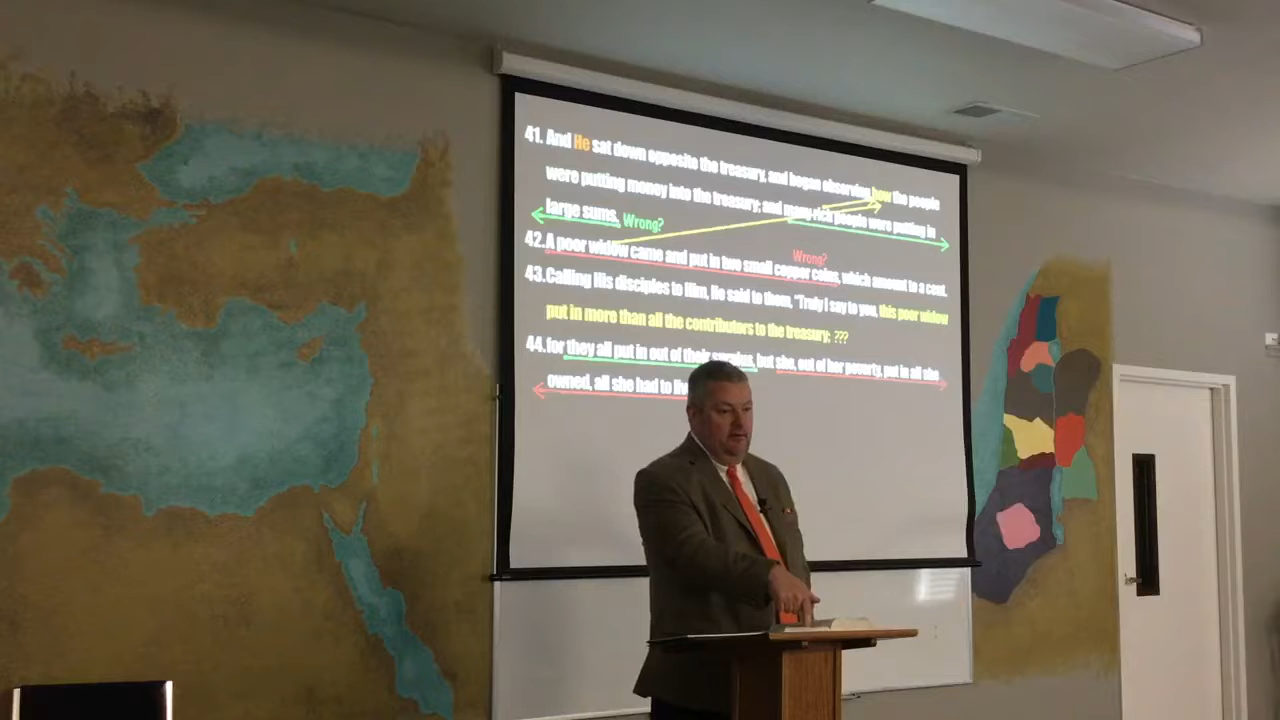 41. And He sat down opposite the treasury, and began observing how the people
were putting money into the treasury; and many rich people were putting in
large sums. Wrong?
Wrong?
42. A poor widow came and put in two small copper coins, which amount to a cent.
43. Calling His disciples to Him, He said to them, "Truly I say to you, this poor widow
put in more than all the contributors to the treasury; ???
44. for they all put in out of their surplus, but she, out of her poverty, put in all she
owned, all she had to